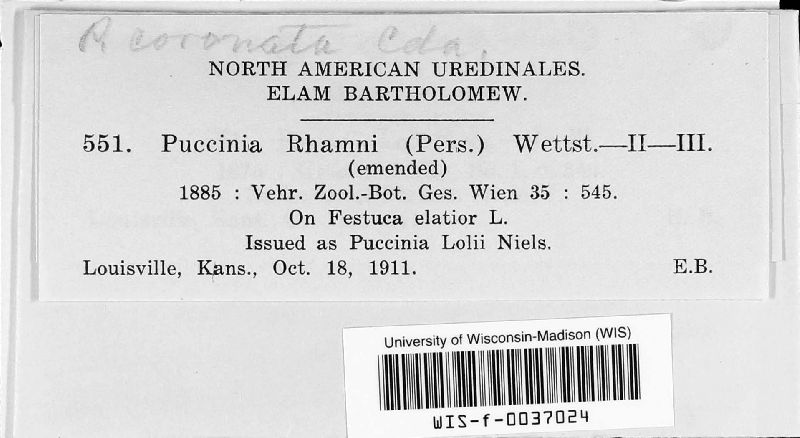 P. coronata Cda.
NORTH AMERICAN UREDINALES.
ELAM BARTHOLOMEW.
551. Puccinia Rhamni (Pers.) Wettst.—II—III.
(emended)
1885 : Vehr. Zool.-Bot. Ges. Wien 35 : 545.
On Festuca elatior L.
Issued as Puccinia Lolii Niels.
Louisville, Kans., Oct. 18, 1911. E.B.
University of Wisconsin-Madison (WIS)
WIS-f-0037024